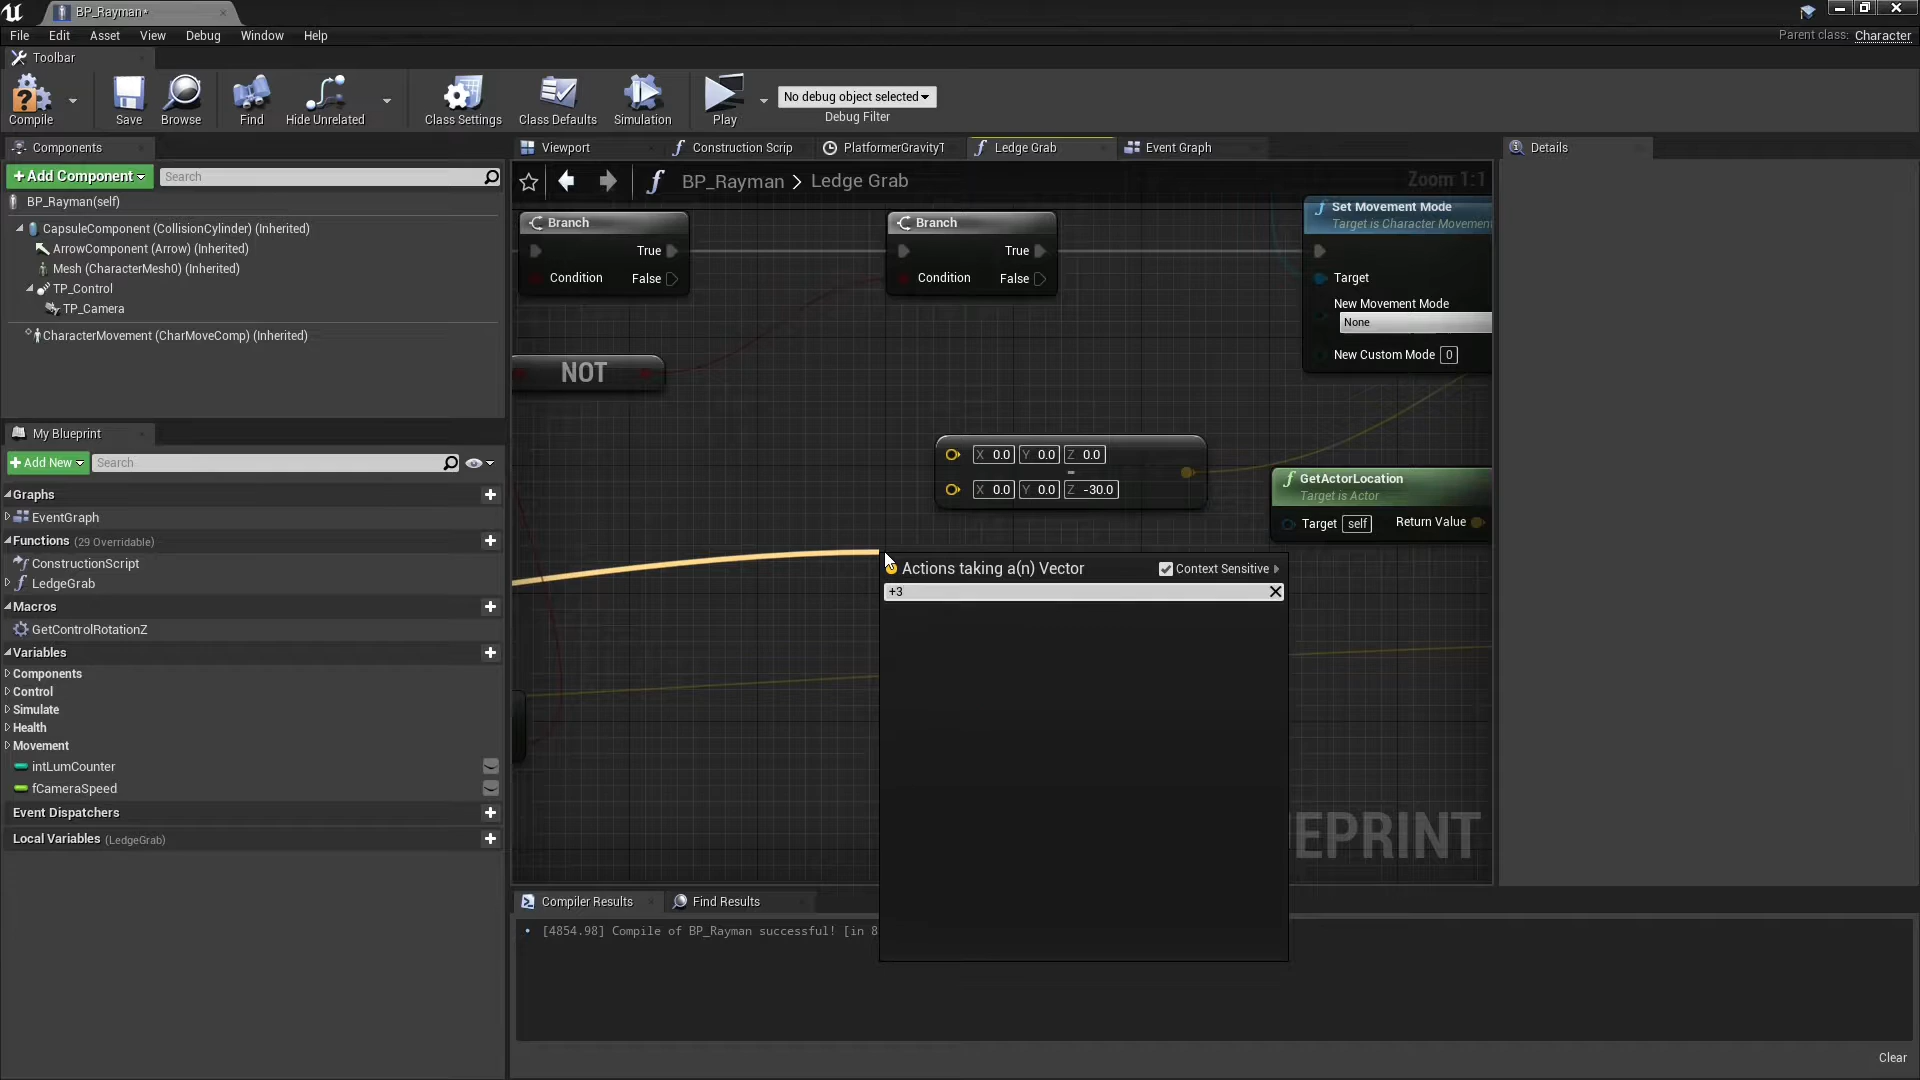 BP_Rayman*
File Edit Asset View Debug Window Help
Parent class: Character
Toolbar
Compile Save Browse Find Hide Unrelated Class Settings Class Defaults Simulation Play
No debug object selected
Debug Filter
Components
+Add Component Search
BP_Rayman(self)
CapsuleComponent (CollisionCylinder) (Inherited)
ArrowComponent (Arrow) (Inherited)
Mesh (CharacterMesh0) (Inherited)
TP_Control
TP_Camera
CharacterMovement (CharMoveComp) (Inherited)
My Blueprint
+Add New Search
Graphs
EventGraph
Functions (29 Overridable)
ConstructionScript
LedgeGrab
Macros
GetControlRotationZ
Variables
Components
Control
Simulate
Health
Movement
intLumCounter
fCameraSpeed
Event Dispatchers
Local Variables (LedgeGrab)
Viewport Construction Scrip PlatformerGravityT Ledge Grab Event Graph
BP_Rayman > Ledge Grab
Zoom 1:1
Branch
True
Condition False
Branch
True
Condition False
Set Movement Mode
Target is Character Movement
Target
New Movement Mode
None
New Custom Mode 0
NOT
X 0.0 Y 0.0 Z 0.0
-
X 0.0 Y 0.0 Z -30.0
GetActorLocation
Target is Actor
Target self Return Value
Actions taking a(n) Vector Context Sensitive
+3
EPRINT
Details
Compiler Results Find Results
[4854.98] Compile of BP_Rayman successful! [in 8
Clear